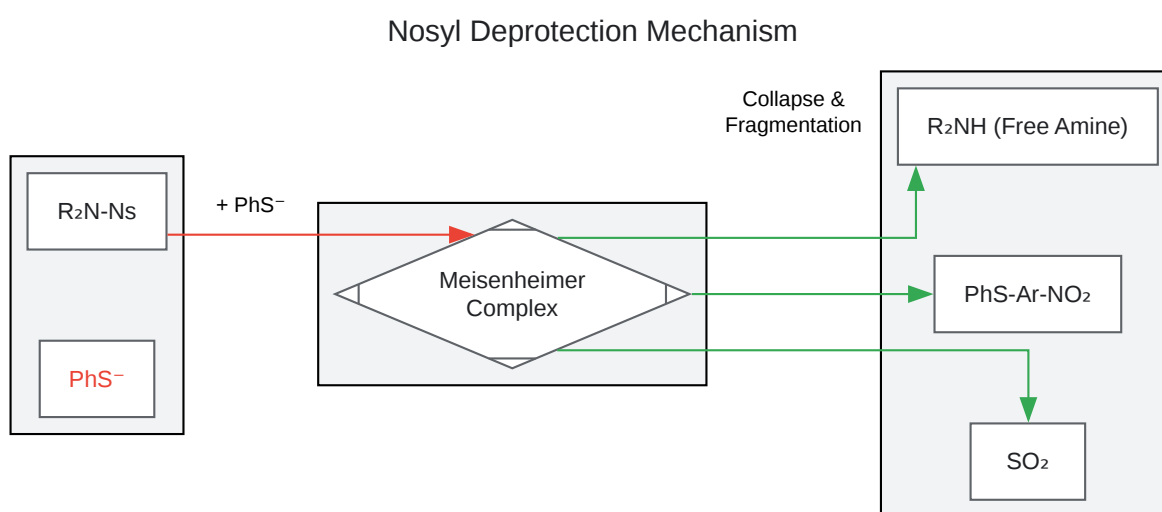 Nosyl Deprotection Mechanism
Collapse &
Fragmentation
R₂NH (Free Amine)
R₂N-Ns
+ PhS⁻
Meisenheimer
Complex
PhS-Ar-NO₂
PhS⁻
SO₂